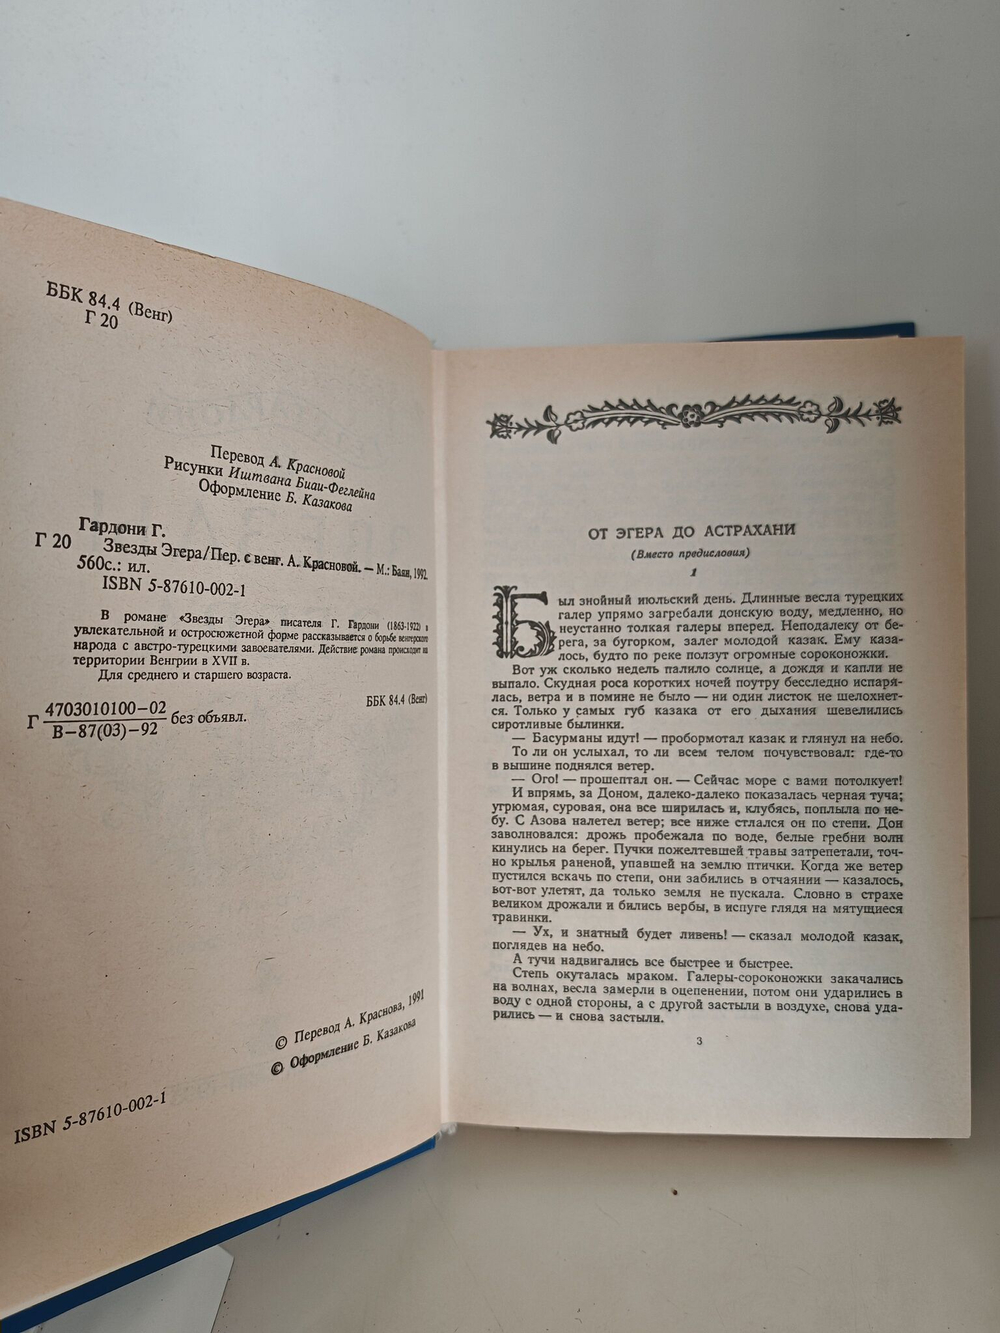 ББК 84.4 (Венг)
Г 20
Перевод А. Красновой
Рисунки Иштвана Биаи-Феглейна
Оформление Б. Казакова
Гардони Г.
Г 20 Звезды Эгера/Пер. с венг. А. Красновой. — М.: Баян, 1992.
560с.: ил.
ISBN 5-87610-002-1
В романе «Звезды Эгера» писателя Г. Гардони (1863-1922) в
увлекательной и остросюжетной форме рассказывается о борьбе венгерского
народа с австро-турецкими завоевателями. Действие романа происходит на
территории Венгрии в XVII в.
Для среднего и старшего возраста.
ББК 84.4 (Венг)
Г 4703010100—02
В—87(03)—92 без объявл.
© Перевод А. Краснова, 1991
© Оформление Б. Казакова
ISBN 5-87610-002-1
ОТ ЭГЕРА ДО АСТРАХАНИ
(Вместо предисловия)
1
Был знойный июльский день. Длинные весла турецких
галер упрямо загребали донскую воду, медленно, но
неустанно толкая галеры вперед. Неподалеку от бе-
рега, за бугорком, залег молодой казак. Ему каза-
лось, будто по реке ползут огромные сороконожки.
Вот уж сколько недель палило солнце, а дождя и капли не
выпало. Скудная роса коротких ночей поутру бесследно испаря-
лась, ветра и в помине не было — ни один листок не шелохнет-
ся. Только у самых губ казака от его дыхания шевелились
сиротливые былинки.
— Басурманы идут! — пробормотал казак и глянул на небо.
То ли он услыхал, то ли всем телом почувствовал: где-то
в вышине поднялся ветер.
— Ого! — прошептал он. — Сейчас море с вами потолкует!
И впрямь, за Доном, далеко-далеко показалась черная туча;
угрюмая, суровая, она все ширилась и, клубясь, поплыла по не-
бу. С Азова налетел ветер; все ниже стлался он по степи. Дон
заволновался: дрожь пробежала по воде, белые гребни волн
кинулись на берег. Пучки пожелтевшей травы затрепетали, точ-
но крылья раненой, упавшей на землю птички. Когда же ветер
пустился вскачь по степи, они забились в отчаянии — казалось,
вот-вот улетят, да только земля не пускала. Словно в страхе
великом дрожали и бились вербы, в испуге глядя на мятущиеся
травинки.
— Ух, и знатный будет ливень! — сказал молодой казак,
поглядев на небо.
А тучи надвигались все быстрее и быстрее.
Степь окуталась мраком. Галеры-сороконожки закачались
на волнах, весла замерли в оцепенении, потом они ударились в
воду с одной стороны, а с другой застыли в воздухе, снова уда-
рились — и снова застыли.
3